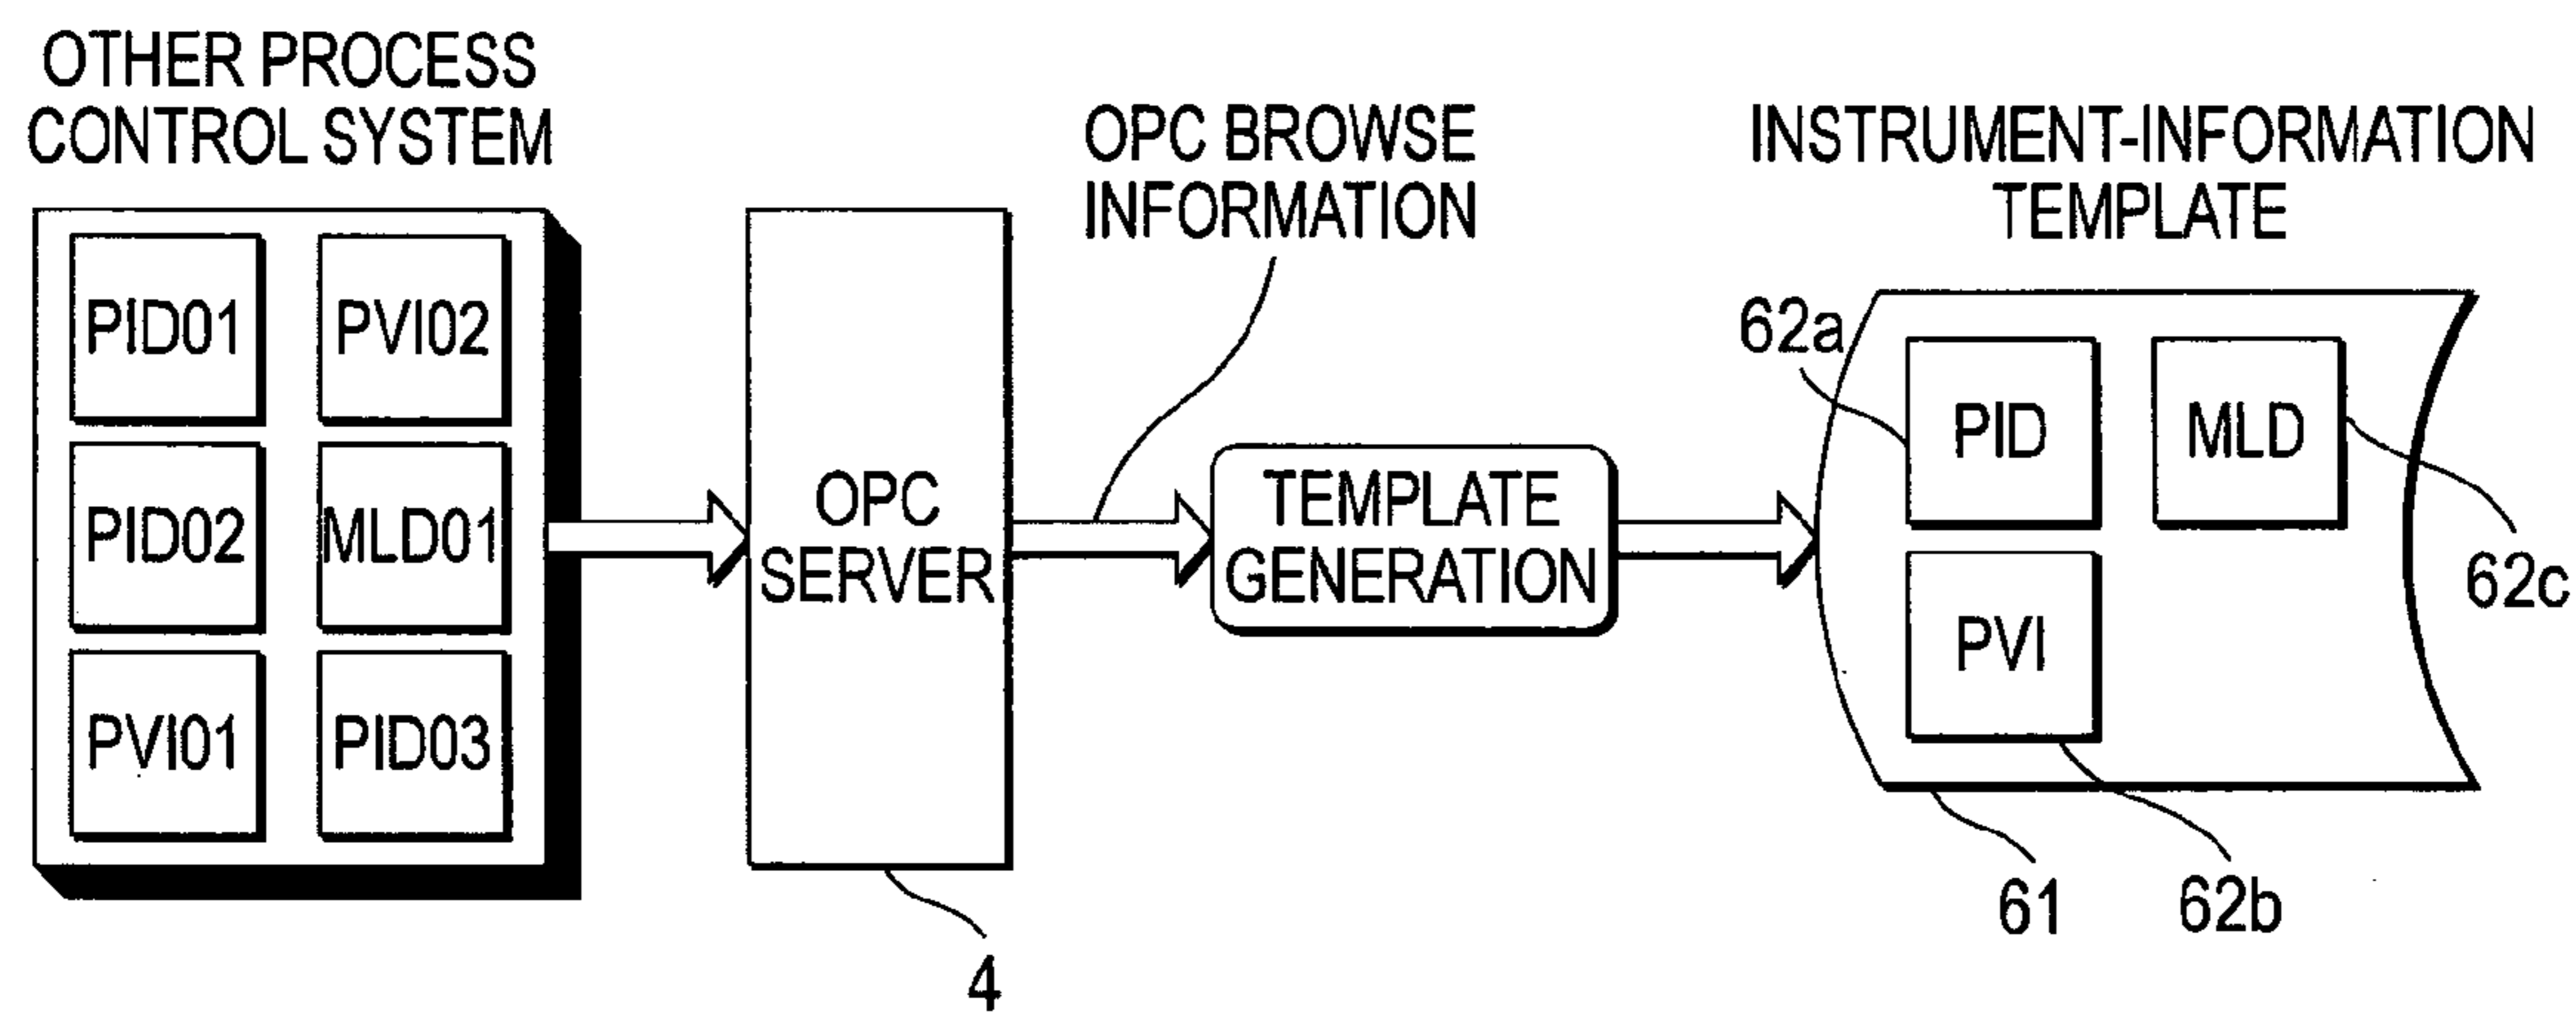 OTHER PROCESS
CONTROL SYSTEM
PID01
PVI02
PID02
MLD01
PVI01
PID03
OPC
SERVER
4
OPC BROWSE
INFORMATION
TEMPLATE
GENERATION
INSTRUMENT-INFORMATION
TEMPLATE
62a
PID
MLD
PVI
62c
61
62b